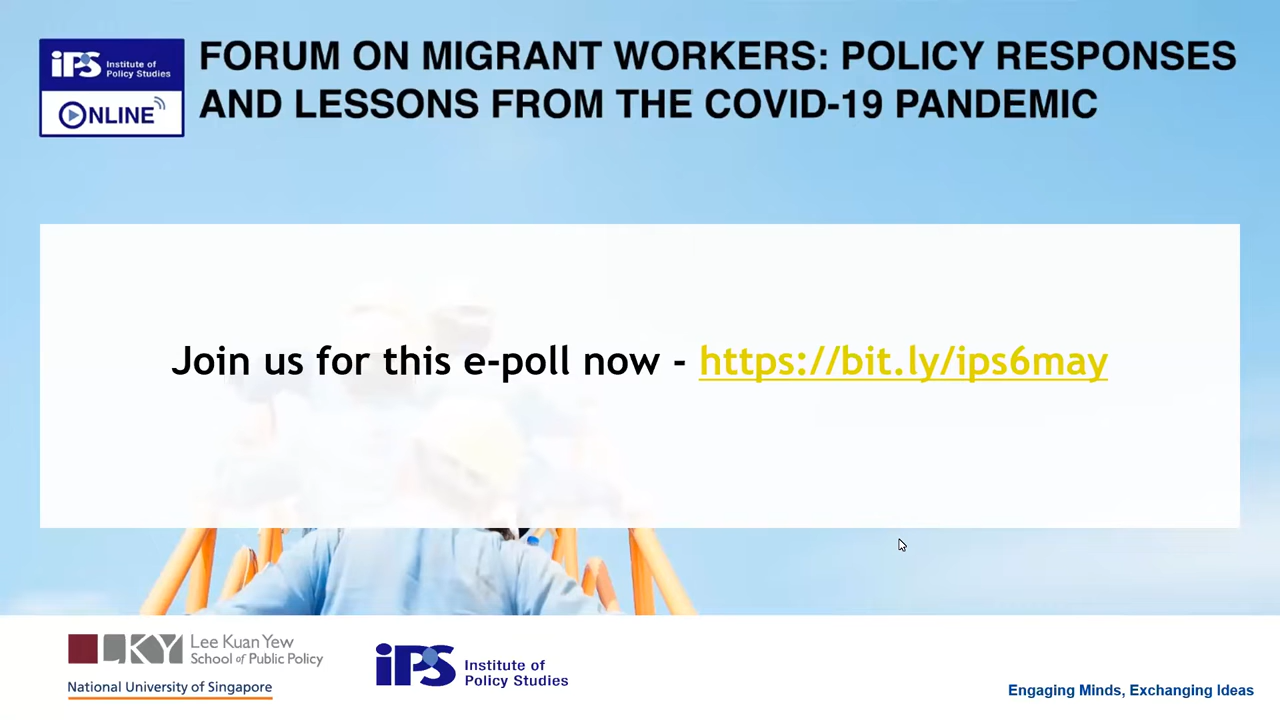 iPS Institute of
Policy Studies
ONLINE
FORUM ON MIGRANT WORKERS: POLICY RESPONSES
AND LESSONS FROM THE COVID-19 PANDEMIC
Join us for this e-poll now - https://bit.ly/ips6may
LKY Lee Kuan Yew
School of Public Policy
National University of Singapore
iPS Institute of
Policy Studies
Engaging Minds, Exchanging Ideas